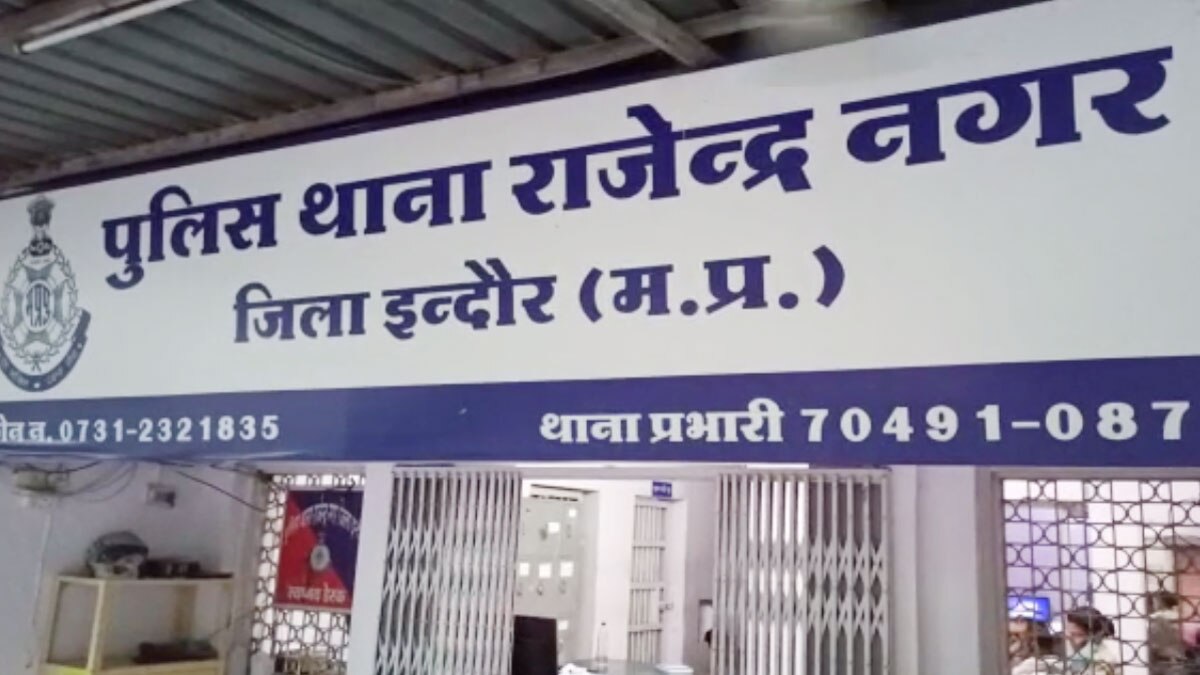 पुलिस थाना राजेन्द्र नगर
जिला इन्दौर (म.प्र.)
न. 0731-2321835
थाना प्रभारी 70491-087